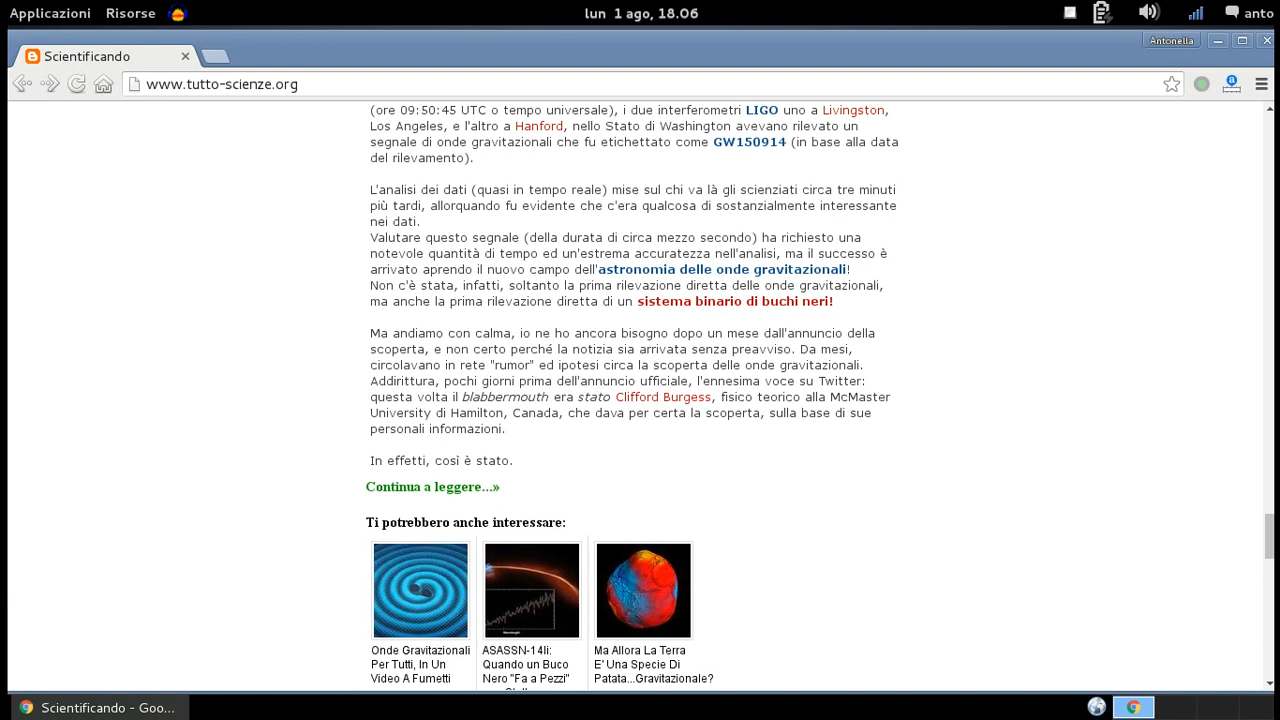 Applicazioni Risorse lun 1 ago, 18.06 anto
Antonella
Scientificando
www.tutto-scienze.org
(ore 09:50:45 UTC o tempo universale), i due interferometri LIGO uno a Livingston,
Los Angeles, e l'altro a Hanford, nello Stato di Washington avevano rilevato un
segnale di onde gravitazionali che fu etichettato come GW150914 (in base alla data
del rilevamento).
L'analisi dei dati (quasi in tempo reale) mise sul chi va là gli scienziati circa tre minuti
più tardi, allorquando fu evidente che c'era qualcosa di sostanzialmente interessante
nei dati.
Valutare questo segnale (della durata di circa mezzo secondo) ha richiesto una
notevole quantità di tempo ed un'estrema accuratezza nell'analisi, ma il successo è
arrivato aprendo il nuovo campo dell'astronomia delle onde gravitazionali!
Non c'è stata, infatti, soltanto la prima rilevazione diretta delle onde gravitazionali,
ma anche la prima rilevazione diretta di un sistema binario di buchi neri!
Ma andiamo con calma, io ne ho ancora bisogno dopo un mese dall'annuncio della
scoperta, e non certo perché la notizia sia arrivata senza preavviso. Da mesi,
circolavano in rete "rumor" ed ipotesi circa la scoperta delle onde gravitazionali.
Addirittura, pochi giorni prima dell'annuncio ufficiale, l'ennesima voce su Twitter:
questa volta il blabbermouth era stato Clifford Burgess, fisico teorico alla McMaster
University di Hamilton, Canada, che dava per certa la scoperta, sulla base di sue
personali informazioni.
In effetti, così è stato.
Continua a leggere...»
Ti potrebbero anche interessare:
Onde Gravitazionali
Per Tutti, In Un
Video A Fumetti
ASASSN-14li:
Quando un Buco
Nero "Fa a Pezzi"
Ma Allora La Terra
E' Una Specie Di
Patata...Gravitazionale?
Scientificando - Goo...